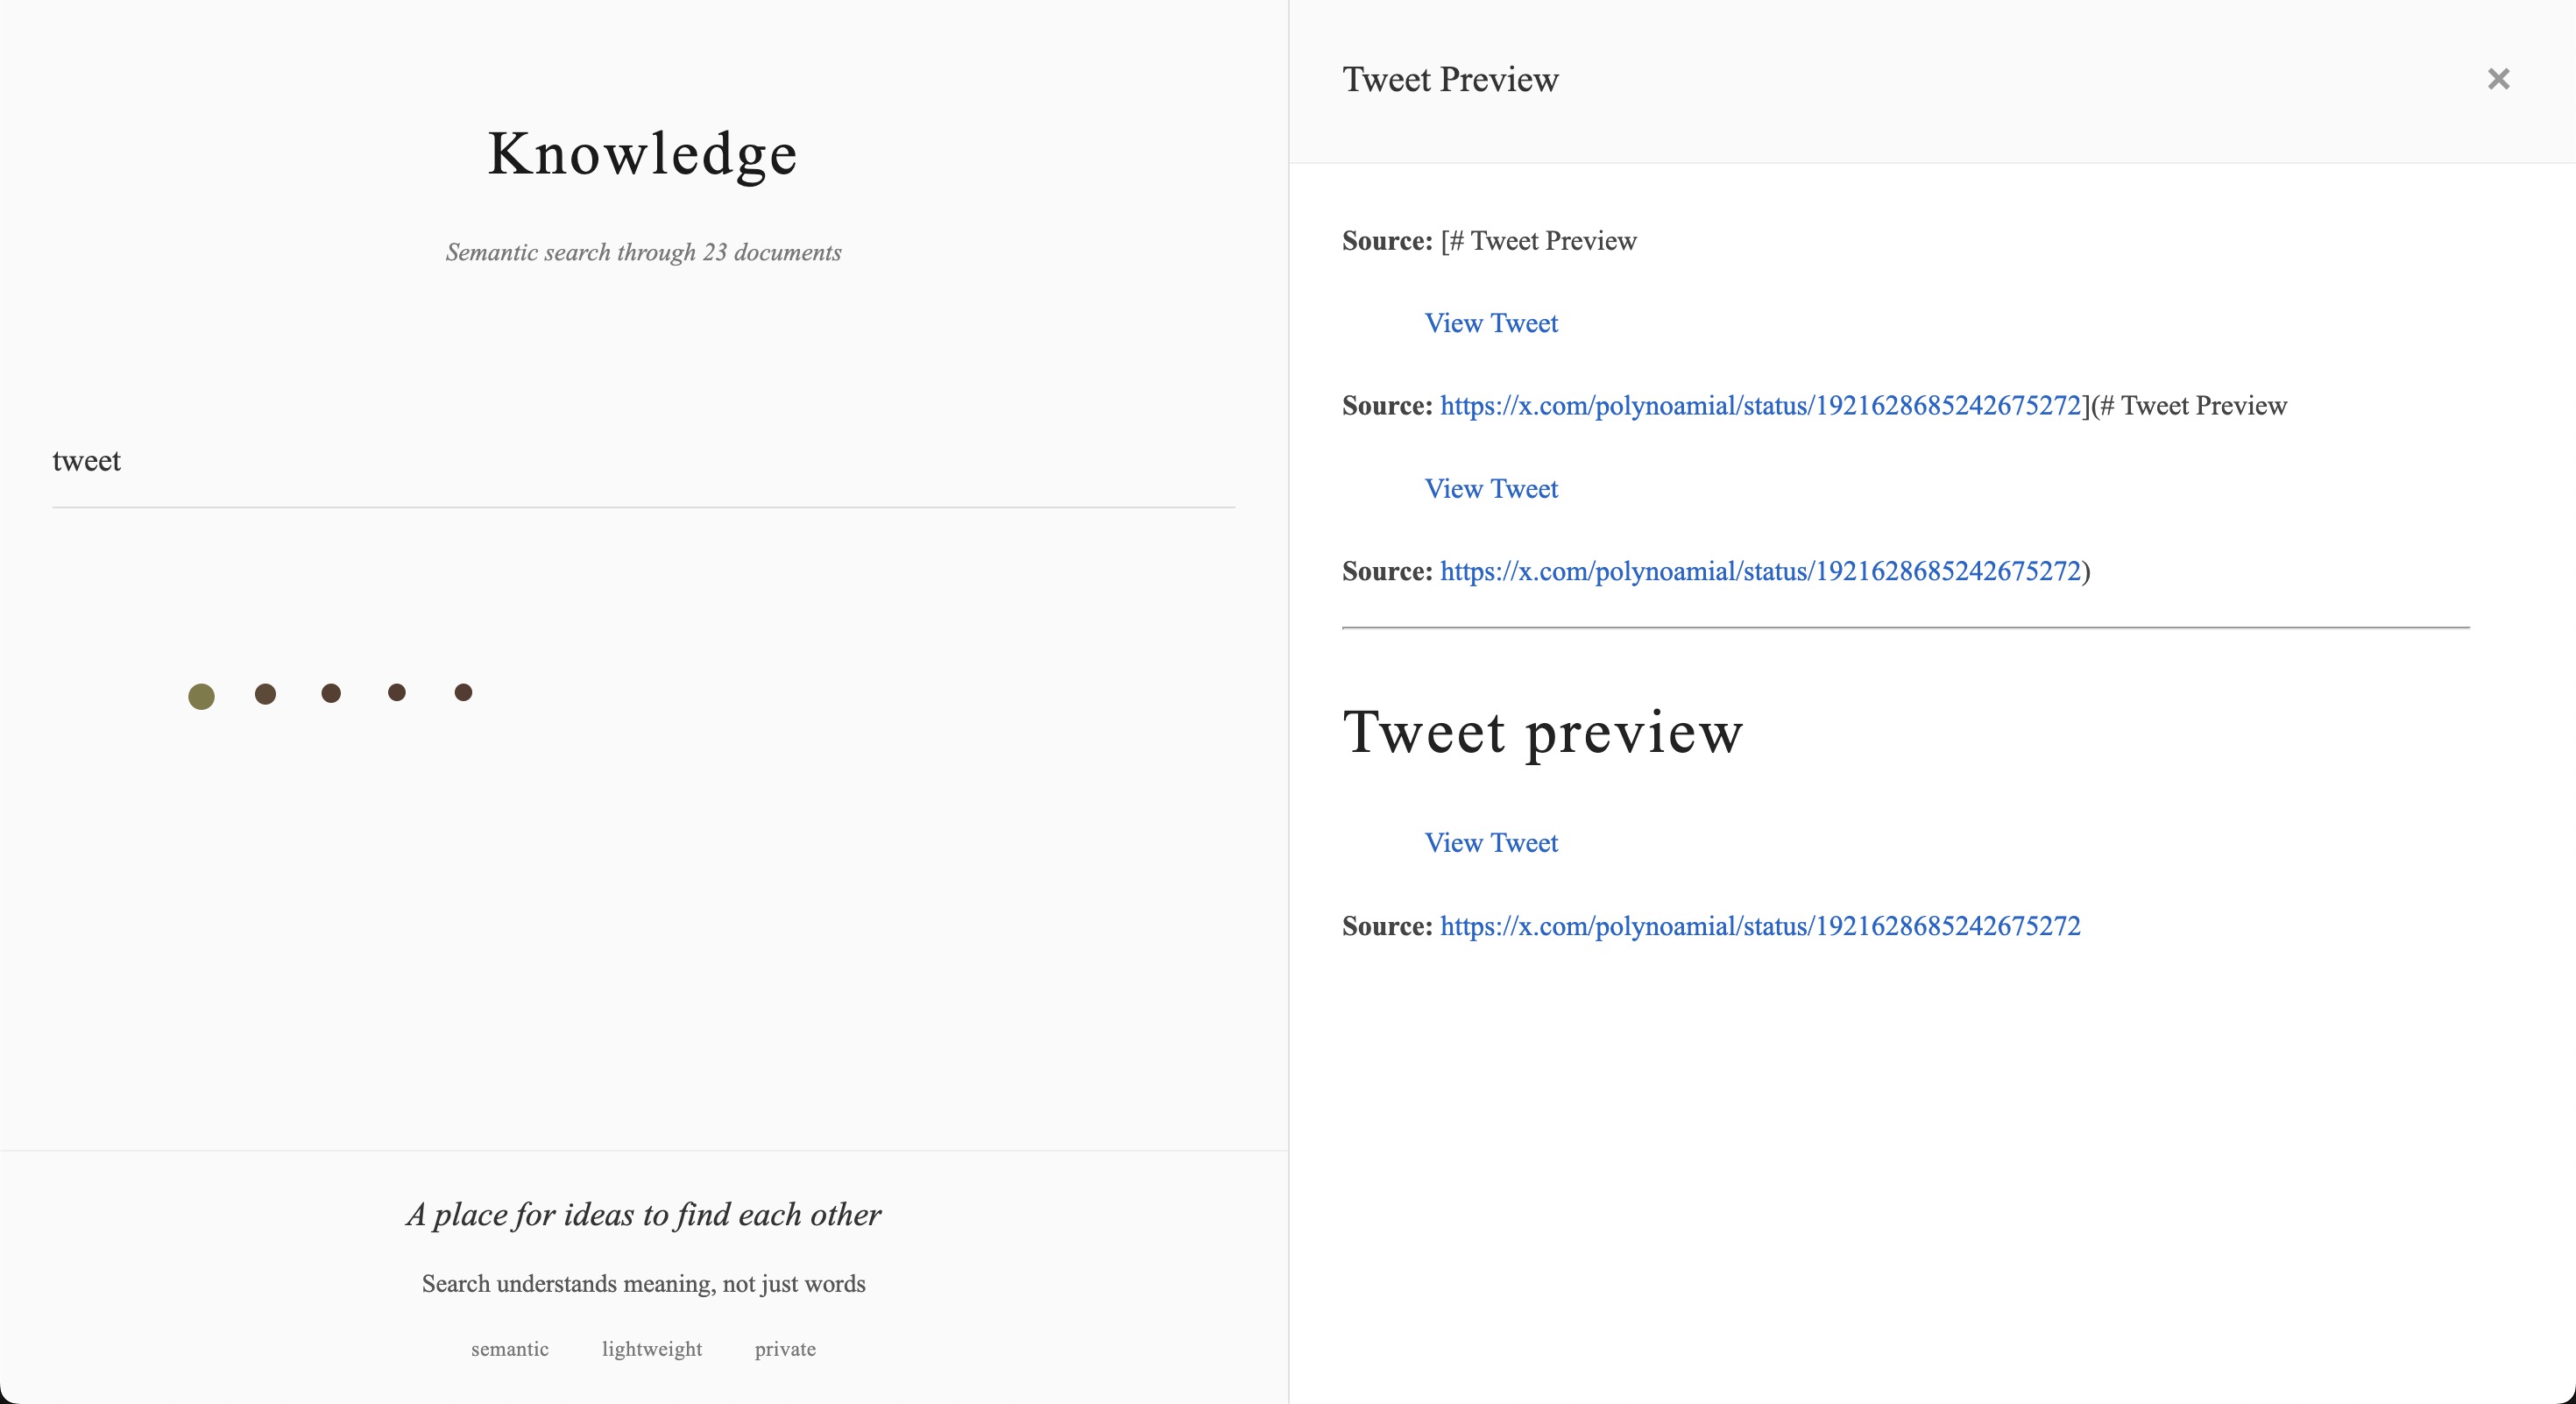 Knowledge
Semantic search through 23 documents
tweet
A place for ideas to find each other
Search understands meaning, not just words
semantic lightweight private
Tweet Preview
Source: [# Tweet Preview
View Tweet
Source: https://x.com/polynoamial/status/1921628685242675272](# Tweet Preview
View Tweet
Source: https://x.com/polynoamial/status/1921628685242675272)
Tweet preview
View Tweet
Source: https://x.com/polynoamial/status/1921628685242675272